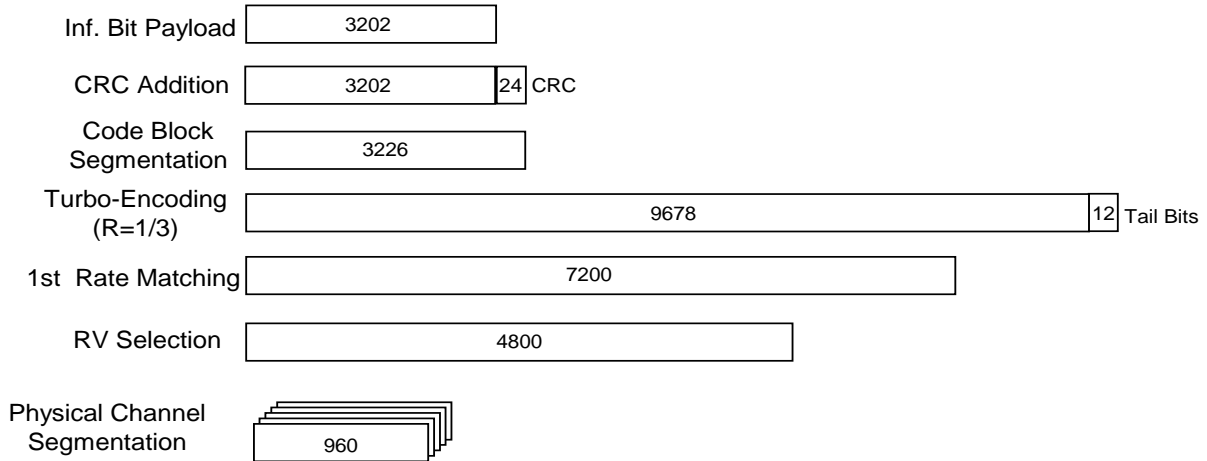 Inf. Bit Payload 3202
CRC Addition 3202 24 CRC
Code Block
Segmentation 3226
Turbo-Encoding
(R=1/3) 9678 12 Tail Bits
1st Rate Matching 7200
RV Selection 4800
Physical Channel
Segmentation 960